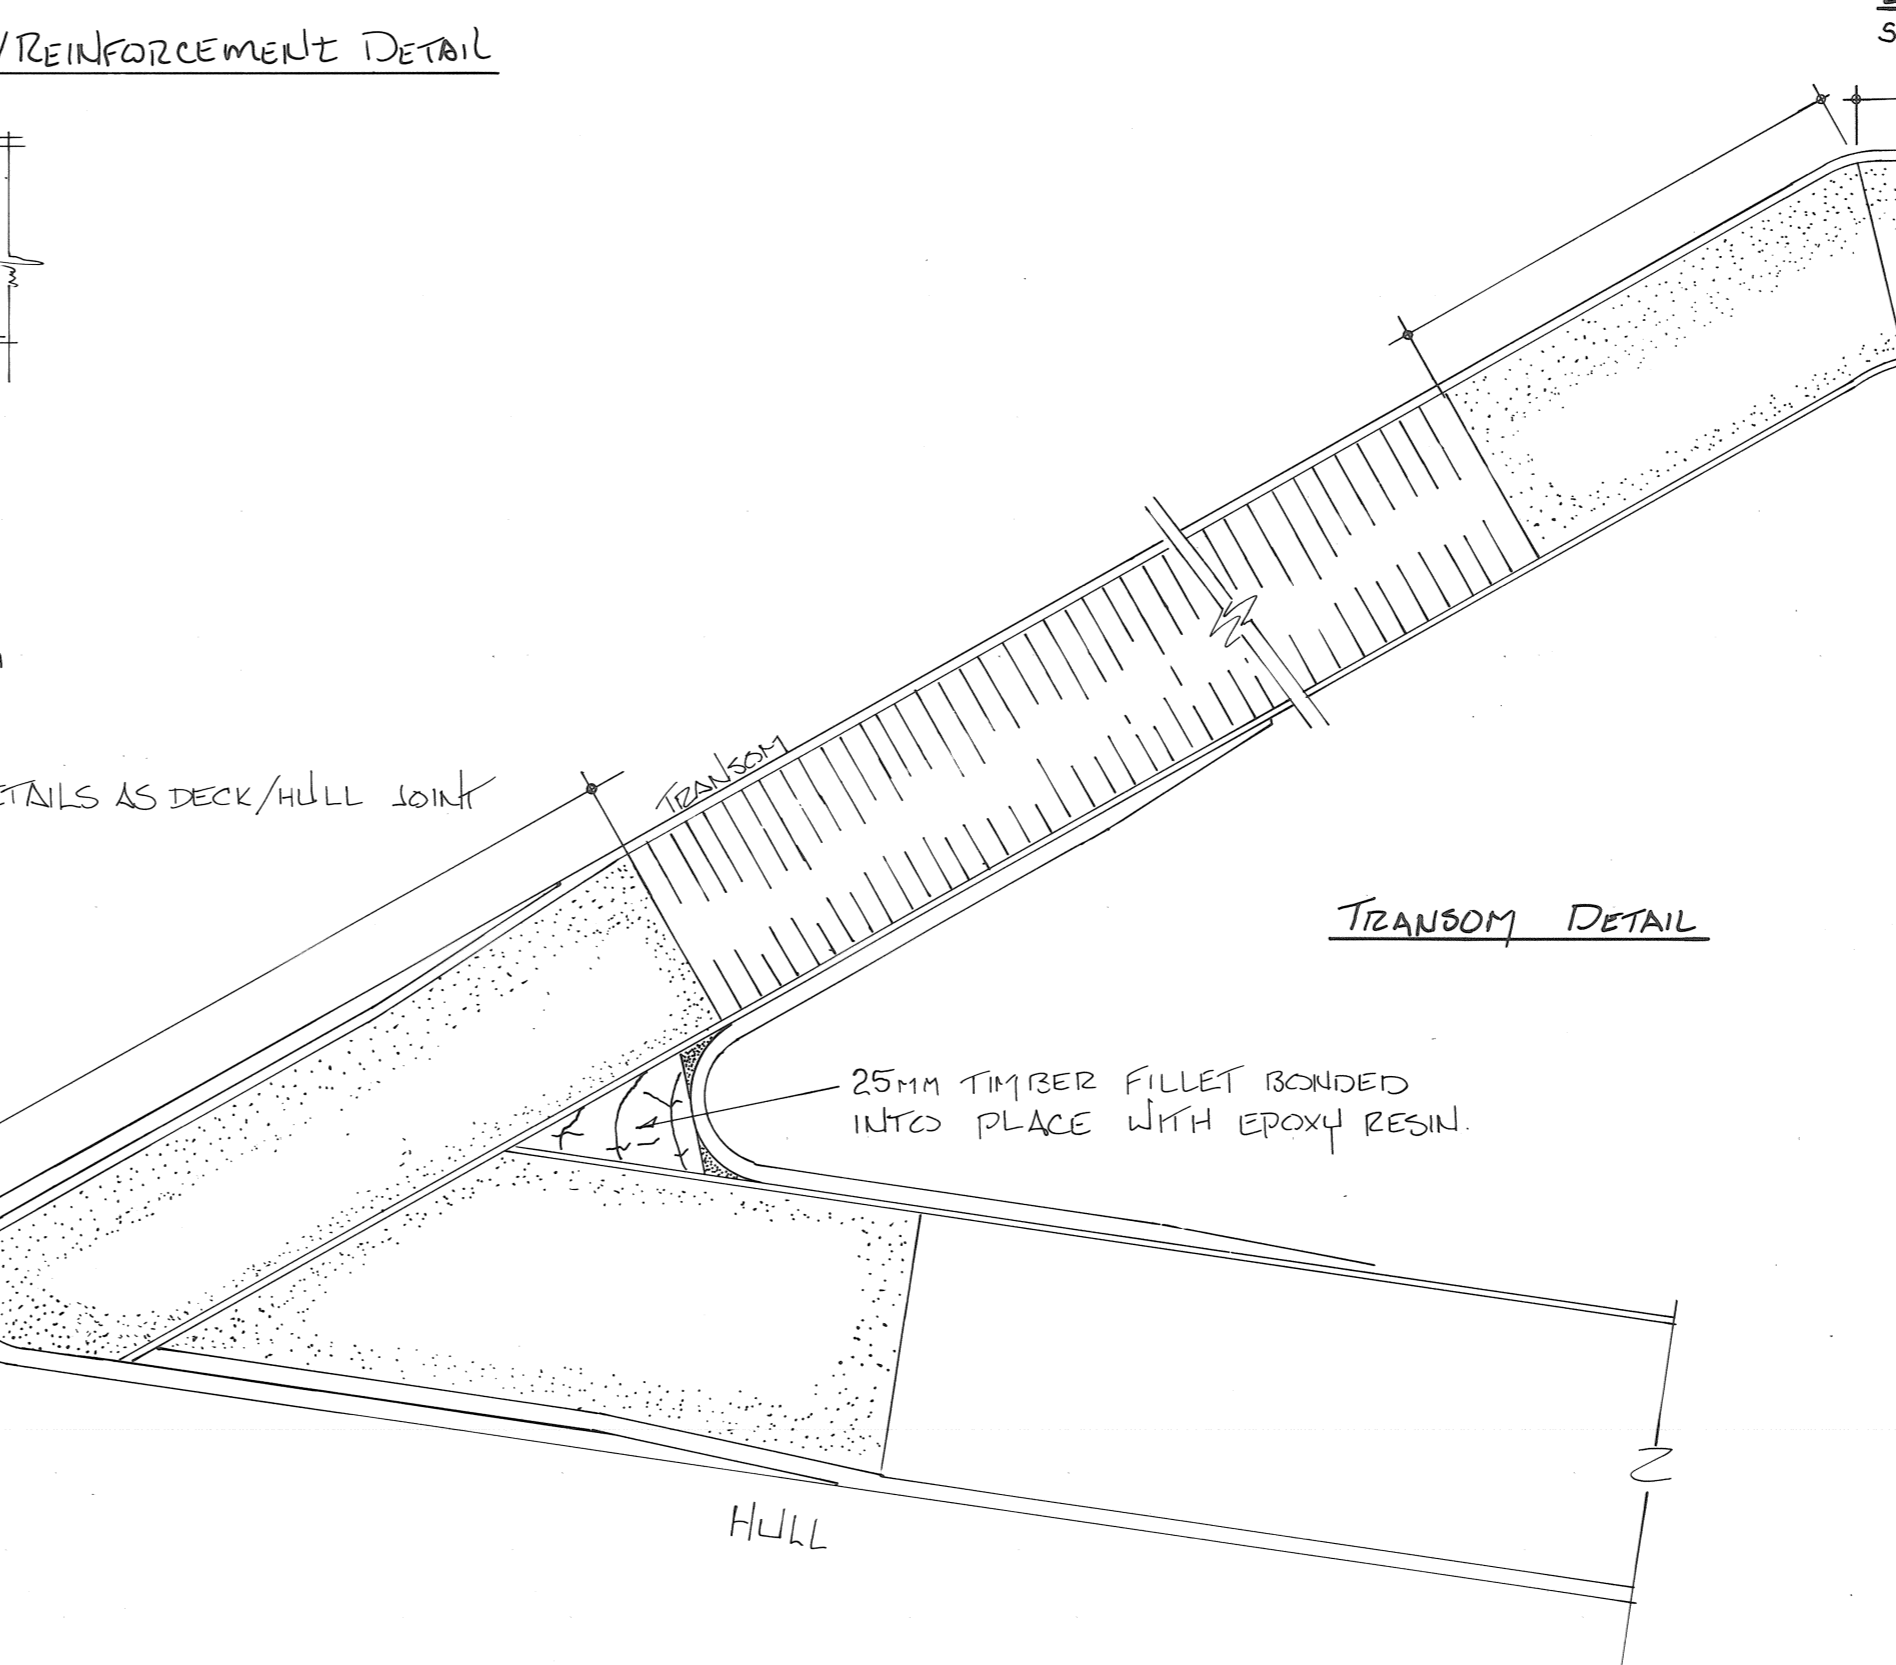 /REINFORCEMENT DETAIL
S
TRANSOM
ETAILS AS DECK/HULL JOINT
TRANSOM DETAIL
25MM TIMBER FILLET BONDED
INTO PLACE WITH EPOXY RESIN.
HULL